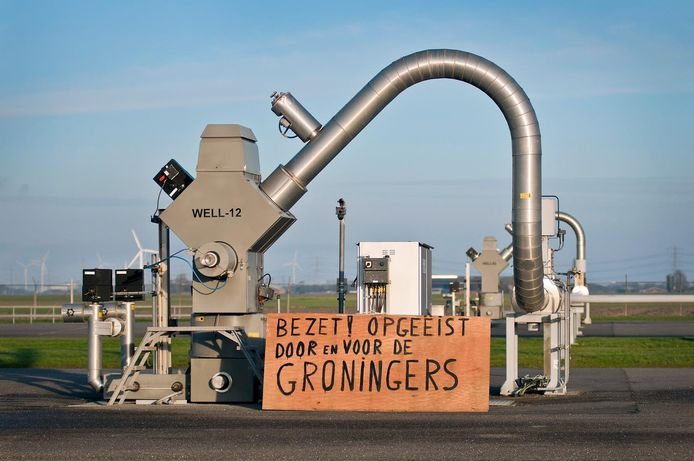 WELL-12
BEZET! OPGEEIST
DOOR EN VOOR DE
GRONINGERS